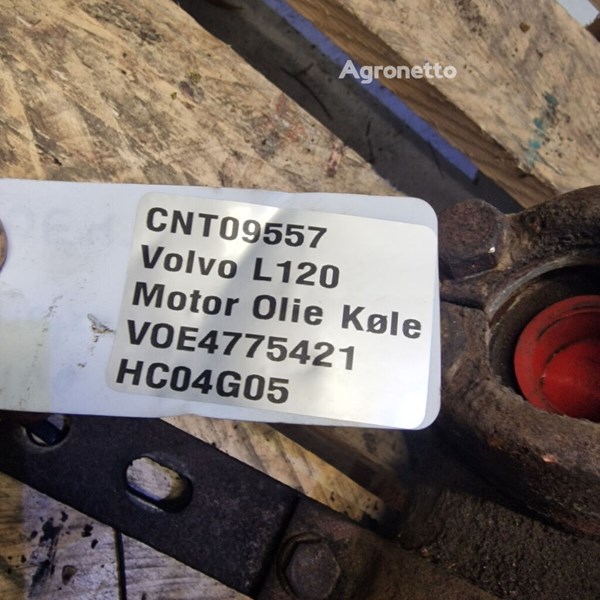 Agronetto
CNT09557
Volvo L120
Motor Olie Køle
VOE4775421
HC04G05